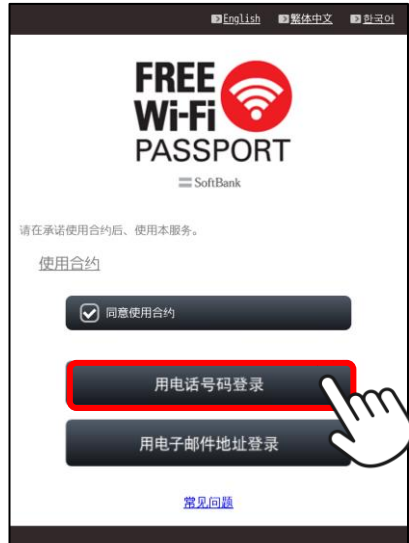 English 繁体中文 한국어
FREE
Wi-Fi
PASSPORT
SoftBank
请在承诺使用合约后、使用本服务。
使用合约
同意使用合约
用电话号码登录
用电子邮件地址登录
常见问题